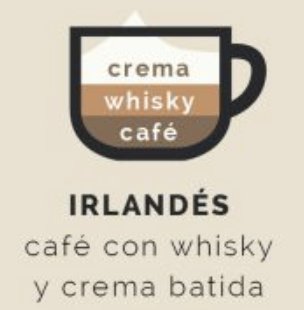 crema
whisky
café
IRLANDÉS
café con whisky
y crema batida